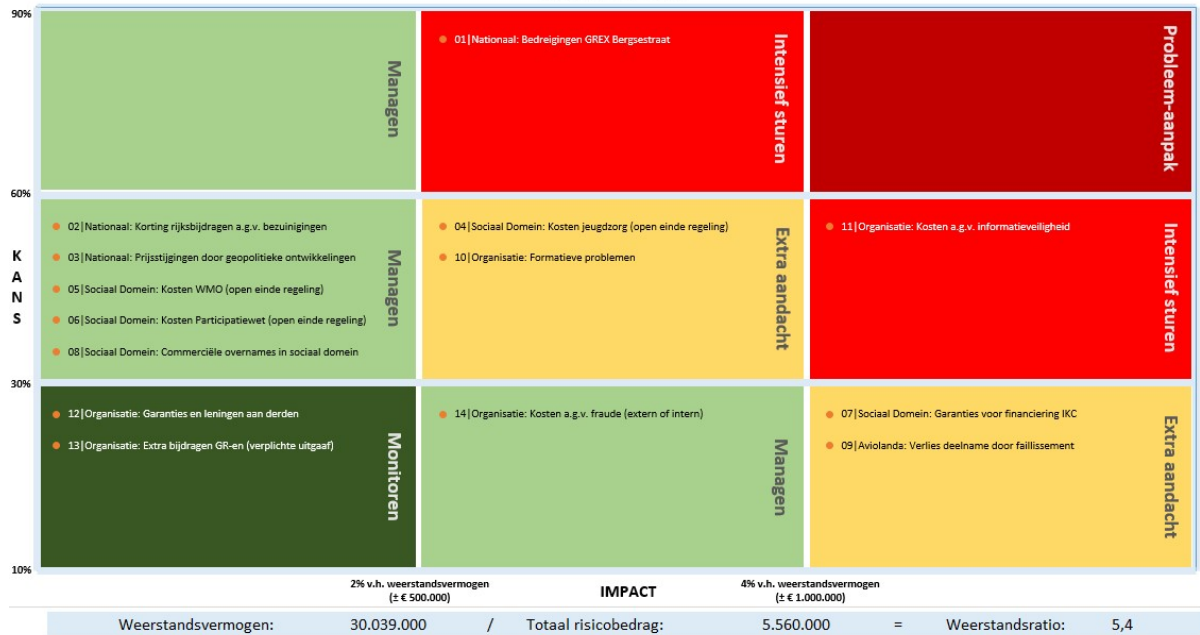 90%
Managen
01|Nationaal: Bedreigingen GREX Bergsestraat
Intensief sturen
Probleem-aanpak
60%
02|Nationaal: Korting rijksbijdragen a.g.v. bezuinigingen
03|Nationaal: Prijsstijgingen door geopolitieke ontwikkelingen
05|Sociaal Domein: Kosten WMO (open einde regeling)
06|Sociaal Domein: Kosten Participatiewet (open einde regeling)
08|Sociaal Domein: Commerciële overnames in sociaal domein
Managen
04|Sociaal Domein: Kosten jeugdzorg (open einde regeling)
10|Organisatie: Formatieve problemen
Extra aandacht
11|Organisatie: Kosten a.g.v. informatieveiligheid
Intensief sturen
K
A
N
S
30%
12|Organisatie: Garanties en leningen aan derden
13|Organisatie: Extra bijdragen GR-en (verplichte uitgaaf)
Monitoren
14|Organisatie: Kosten a.g.v. fraude (extern of intern)
Managen
07|Sociaal Domein: Garanties voor financiering IKC
09|Aviolanda: Verlies deelname door faillissement
Extra aandacht
10%
2% v.h. weerstandsvermogen
(± € 500.000)
IMPACT
4% v.h. weerstandsvermogen
(± € 1.000.000)
Weerstandsvermogen: 30.039.000 / Totaal risicobedrag: 5.560.000 = Weerstandsratio: 5,4